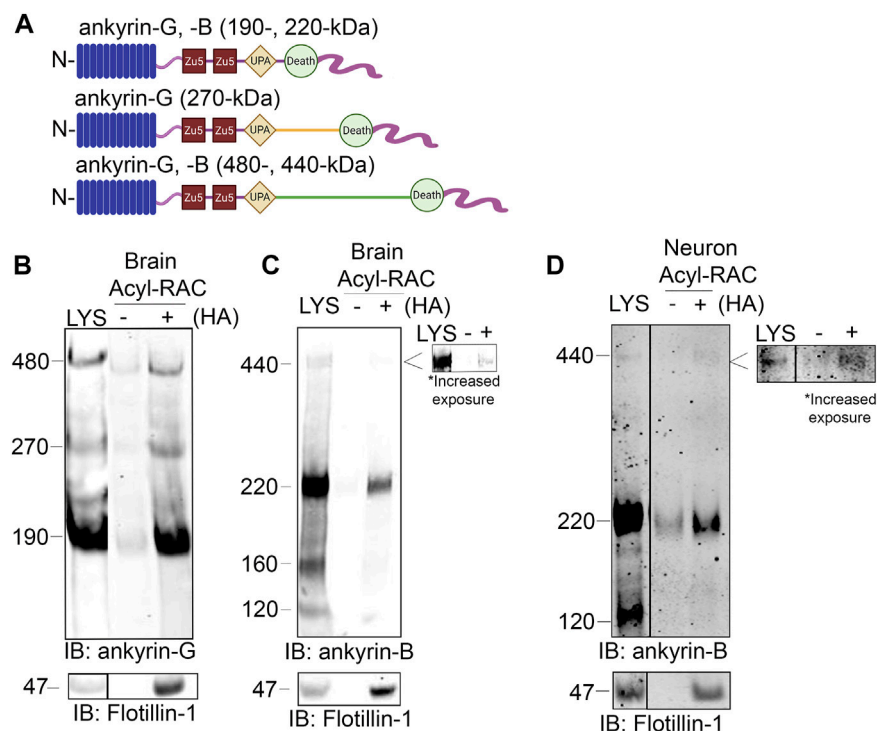 A
ankyrin-G, -B (190-, 220-kDa)
N- Zu5 Zu5 UPA Death
ankyrin-G (270-kDa)
N- Zu5 Zu5 UPA Death
ankyrin-G, -B (480-, 440-kDa)
N- Zu5 Zu5 UPA Death
B
Brain
Acyl-RAC
LYS - + (HA)
480
270
190
IB: ankyrin-G
47
IB: Flotillin-1
C
Brain
Acyl-RAC
LYS - + (HA)
440
220
160
120
LYS - +
*Increased
exposure
IB: ankyrin-B
47
IB: Flotillin-1
D
Neuron
Acyl-RAC
LYS - + (HA)
440
220
120
LYS - +
*Increased
exposure
IB: ankyrin-B
47
IB: Flotillin-1